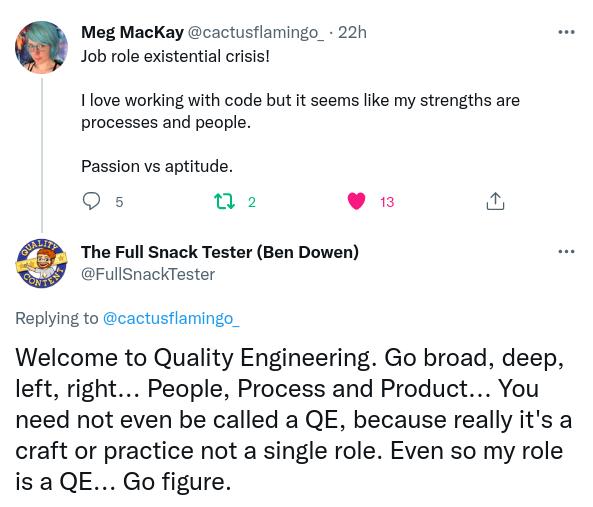 Meg MacKay @cactusflamingo_ · 22h
Job role existential crisis!
I love working with code but it seems like my strengths are
processes and people.
Passion vs aptitude.
5 2 13
QUALITY
CONTENT
The Full Snack Tester (Ben Dowen)
@FullSnackTester
Replying to @cactusflamingo_
Welcome to Quality Engineering. Go broad, deep,
left, right... People, Process and Product... You
need not even be called a QE, because really it's a
craft or practice not a single role. Even so my role
is a QE... Go figure.